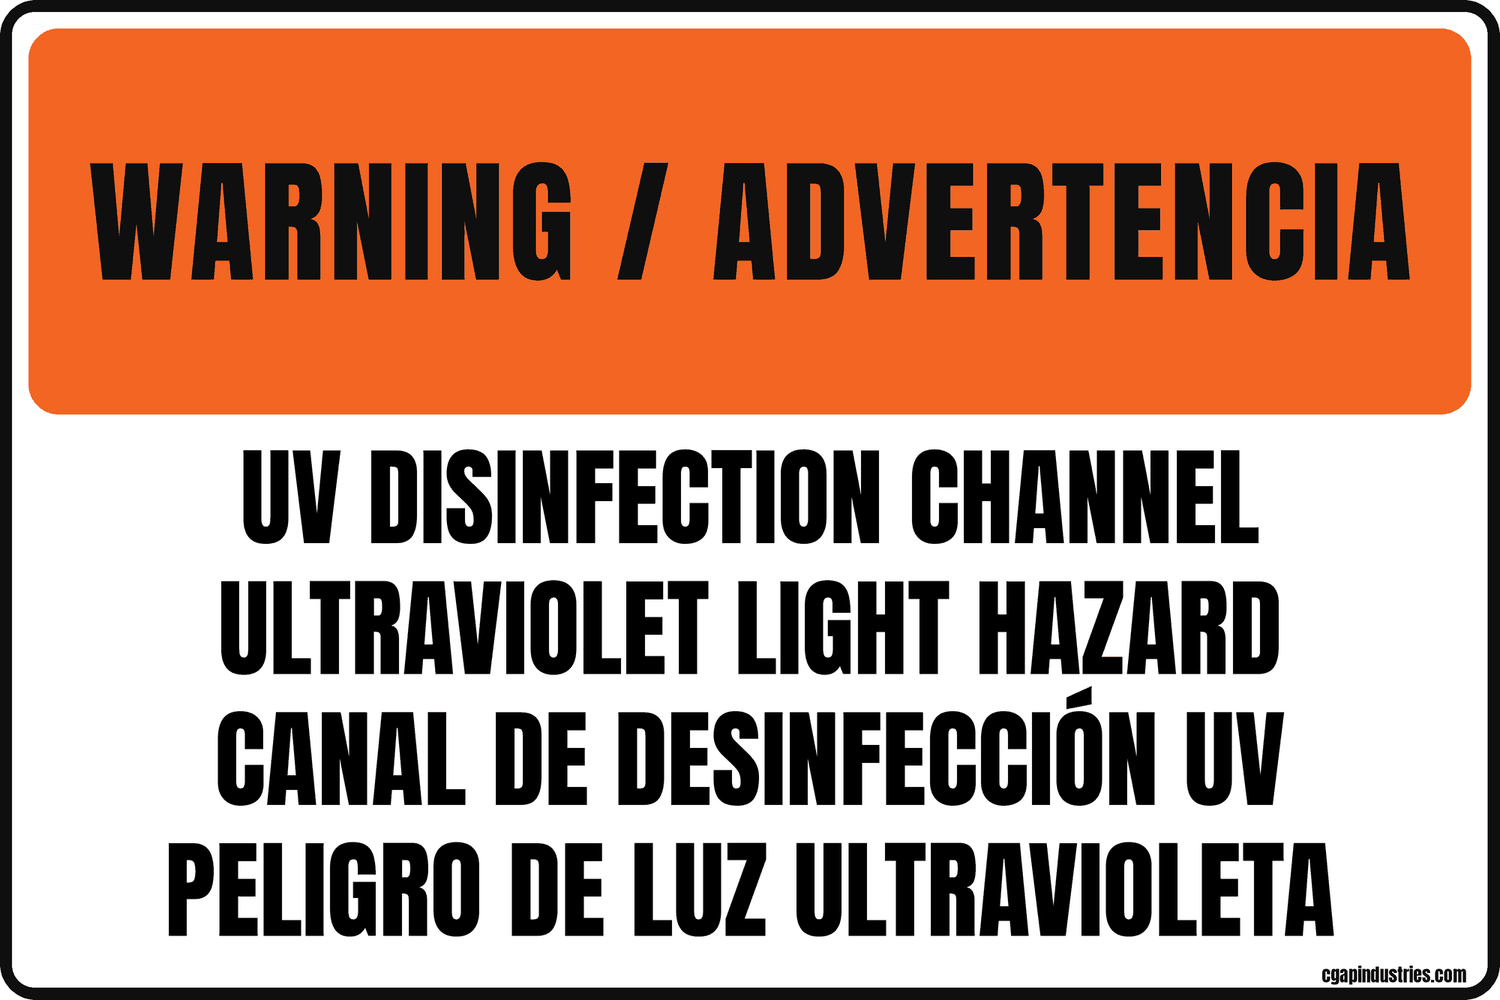 WARNING / ADVERTENCIA
UV DISINFECTION CHANNEL
ULTRAVIOLET LIGHT HAZARD
CANAL DE DESINFECCIÓN UV
PELIGRO DE LUZ ULTRAVIOLETA
cgapindustries.com